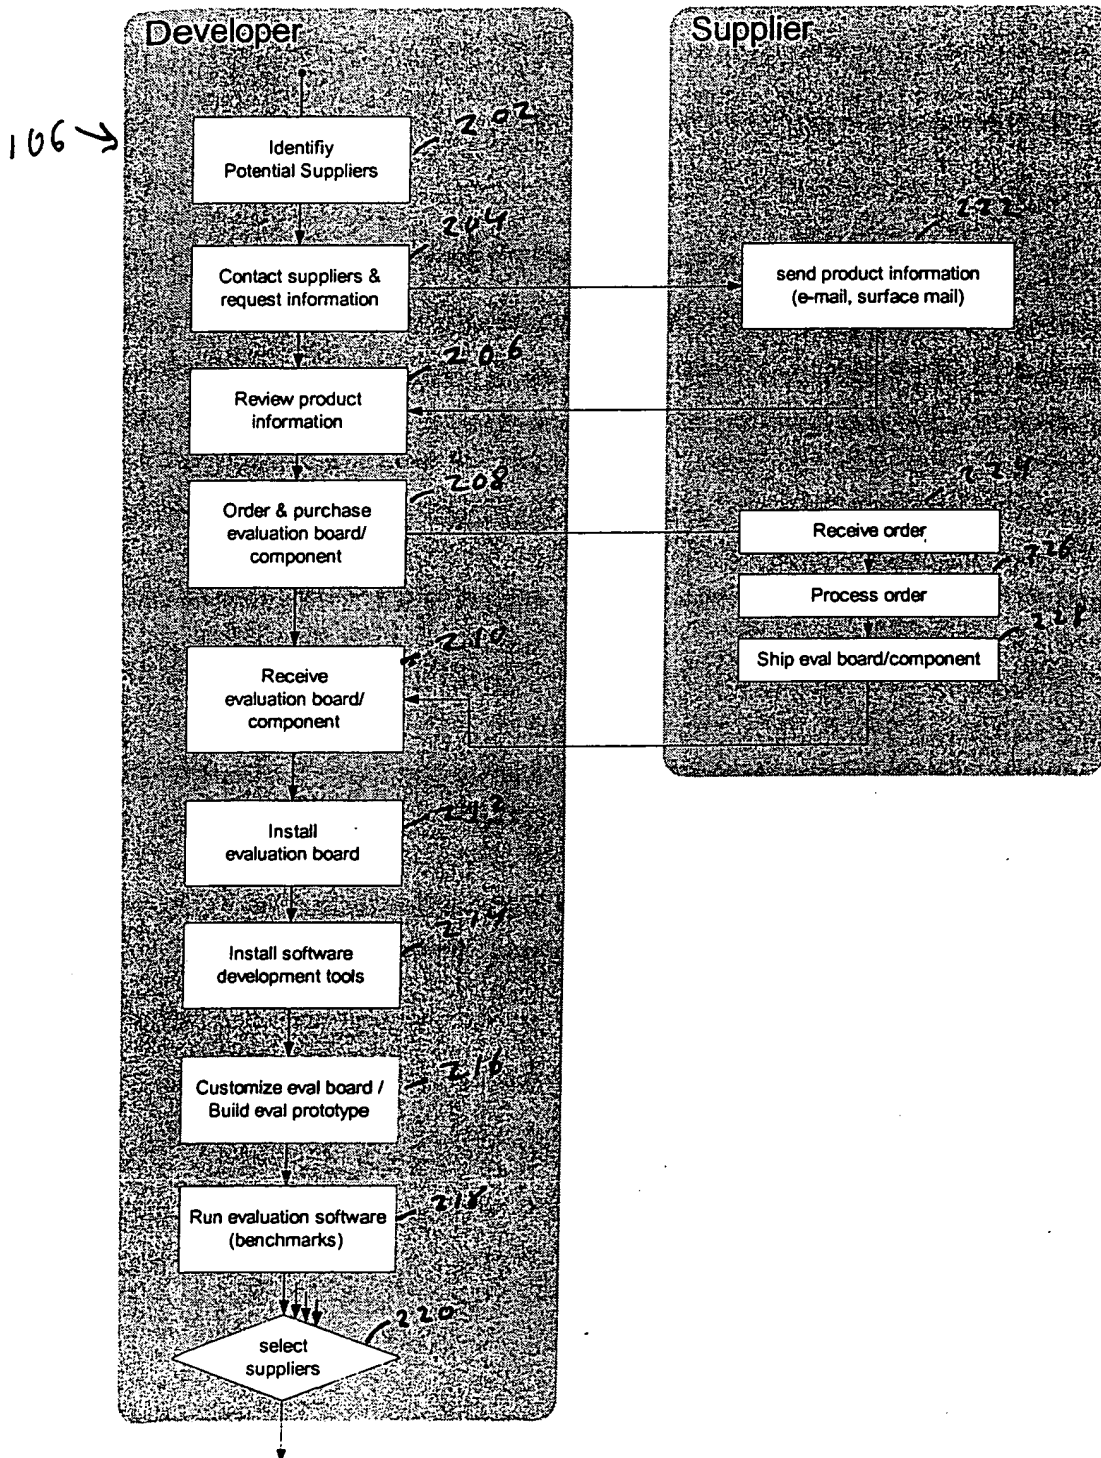 Developer
106
Identifiy
Potential Suppliers
202
Contact suppliers &
request information
204
Review product
information
206
Order & purchase
evaluation board/
component
208
Receive
evaluation board/
component
210
Install
evaluation board
212
Install software
development tools
214
Customize eval board /
Build eval prototype
216
Run evaluation software
(benchmarks)
218
select
suppliers
220
Supplier
send product information
(e-mail, surface mail)
222
Receive order
224
Process order
226
Ship eval board/component